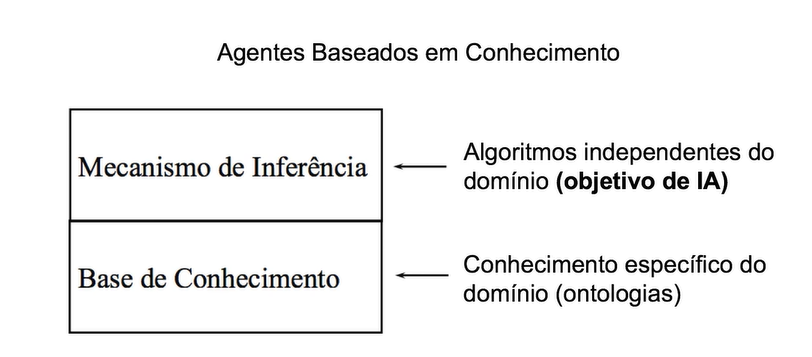 Agentes Baseados em Conhecimento
Mecanismo de Inferência
Algoritmos independentes do
domínio (objetivo de IA)
Base de Conhecimento
Conhecimento específico do
domínio (ontologias)